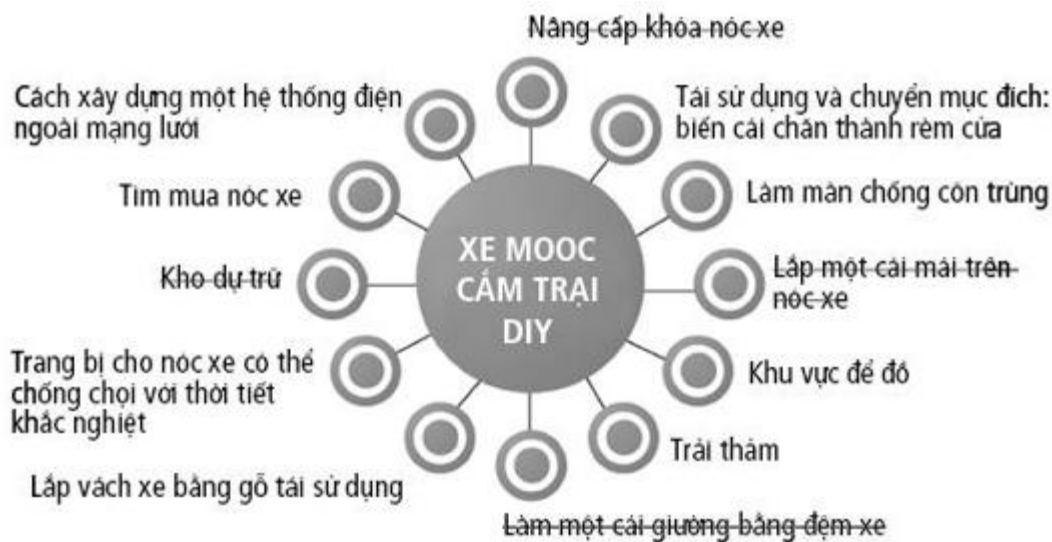 Nâng cấp khóa nóc xe
Cách xây dựng một hệ thống điện
ngoài mạng lưới
Tái sử dụng và chuyển mục đích:
biến cái chăn thành rèm cửa
Tìm mua nóc xe
Làm màn chống côn trùng
XE MOOC
CẮM TRẠI
DIY
Kho dự trữ
Lắp một cái mái trên
nóc xe
Trang bị cho nóc xe có thể
chống chọi với thời tiết
khắc nghiệt
Khu vực để đồ
Trải thảm
Lắp vách xe bằng gỗ tái sử dụng
Làm một cái giường bằng đệm xe